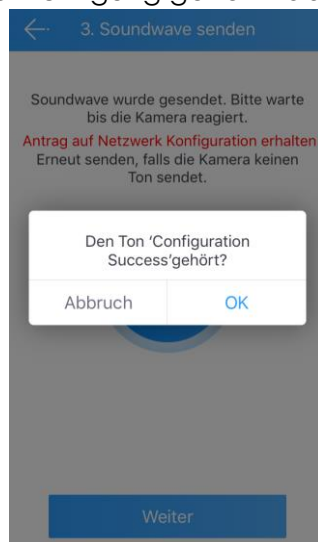 3. Soundwave senden
Soundwave wurde gesendet. Bitte warte
bis die Kamera reagiert.
Antrag auf Netzwerk Konfiguration erhalten
Erneut senden, falls die Kamera keinen
Ton sendet.
Den Ton 'Configuration
Success'gehört?
Abbruch OK
Weiter